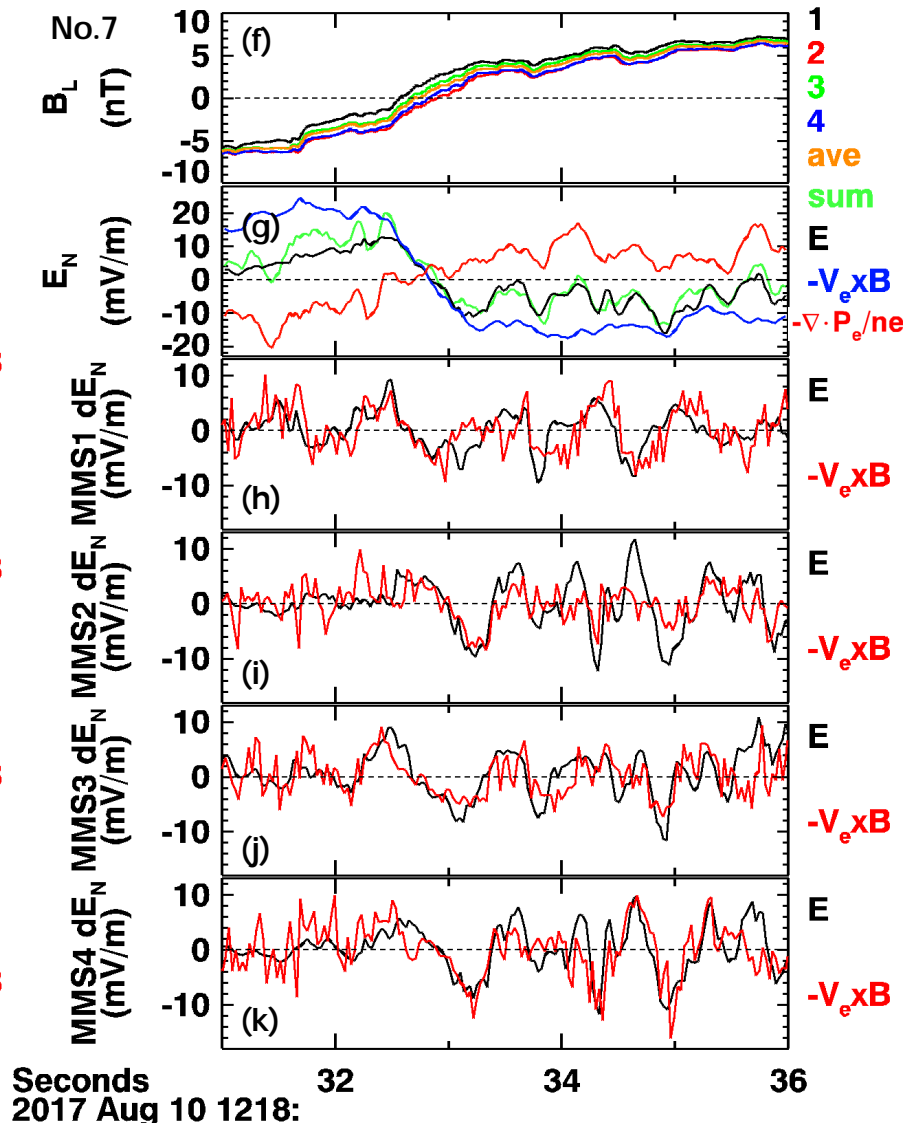 No.7
(f)
B_L
(nT)
10
5
0
-5
-10
1
2
3
4
ave
sum
(g)
E_N
(mV/m)
20
10
0
-10
-20
E
-V_exB
-∇·P_e/ne
(h)
MMS1 dE_N
(mV/m)
10
0
-10
E
-V_exB
(i)
MMS2 dE_N
(mV/m)
10
0
-10
E
-V_exB
(j)
MMS3 dE_N
(mV/m)
10
0
-10
E
-V_exB
(k)
MMS4 dE_N
(mV/m)
10
0
-10
E
-V_exB
Seconds 32 34 36
2017 Aug 10 1218: